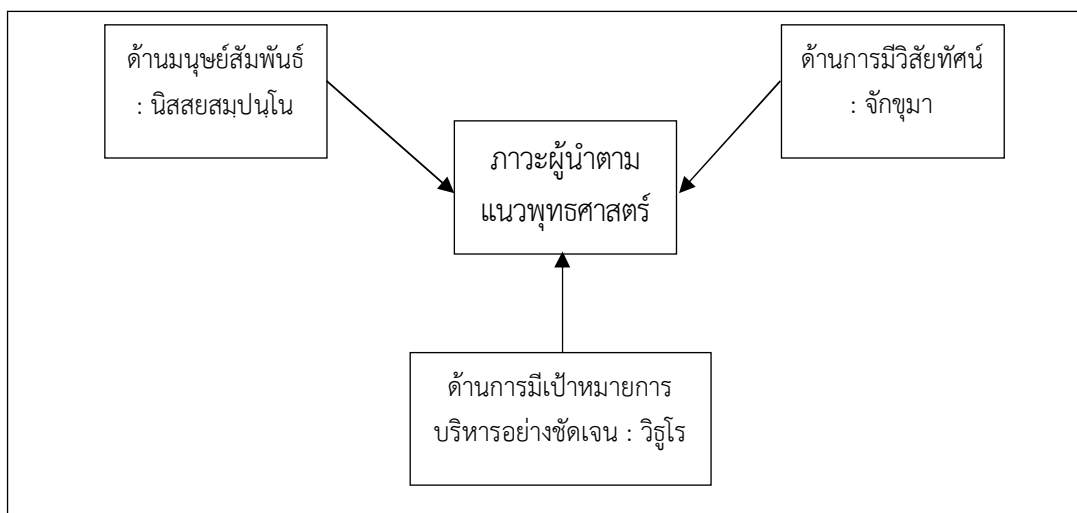 ด้านมนุษย์สัมพันธ์
: นิสสยสมฺปนฺโน
ด้านการมีวิสัยทัศน์
: จักขุมา
ภาวะผู้นำตาม
แนวพุทธศาสตร์
ด้านการมีเป้าหมายการ
บริหารอย่างชัดเจน : วิธูโร